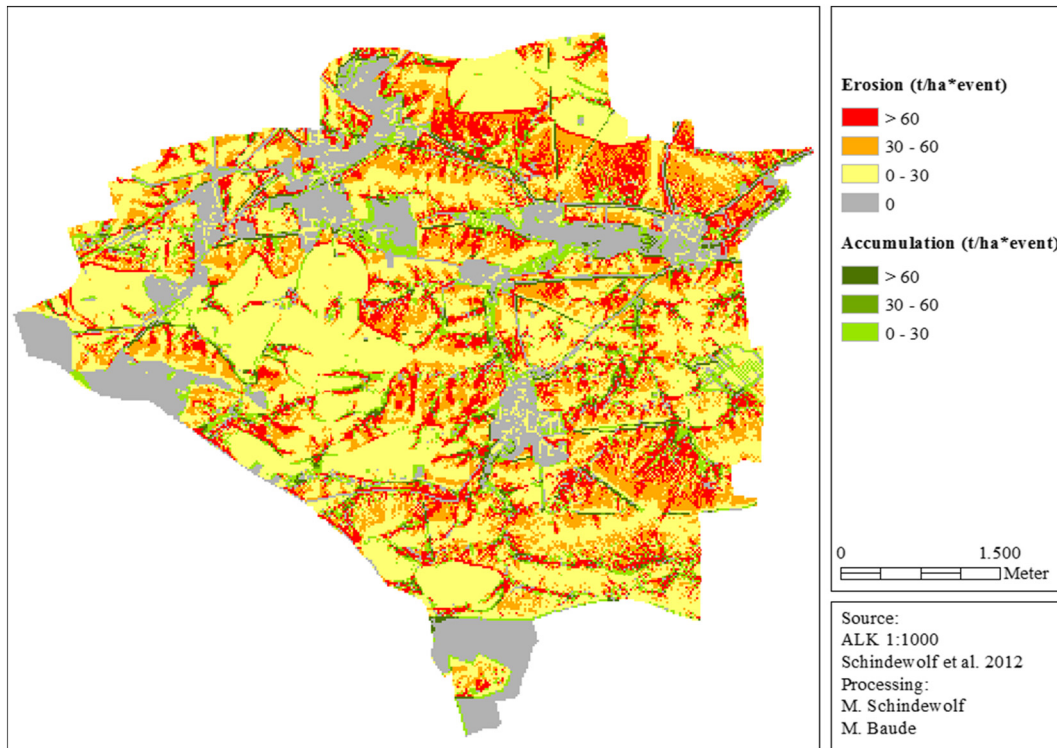 Erosion (t/ha*event)
> 60
30 - 60
0 - 30
0
Accumulation (t/ha*event)
> 60
30 - 60
0 - 30
0 1.500
Meter
Source:
ALK 1:1000
Schindewolf et al. 2012
Processing:
M. Schindewolf
M. Baude